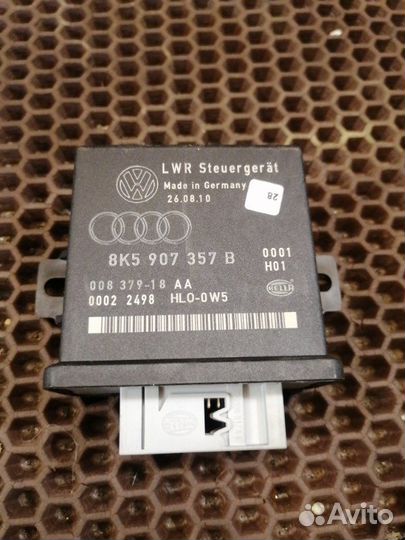 LWR Steuergerät
Made in Germany
26.08.10
28
8K5 907 357 B
0001
H01
008 379-18 AA
0002 2498 HLO-0W5
HELLA
Avito